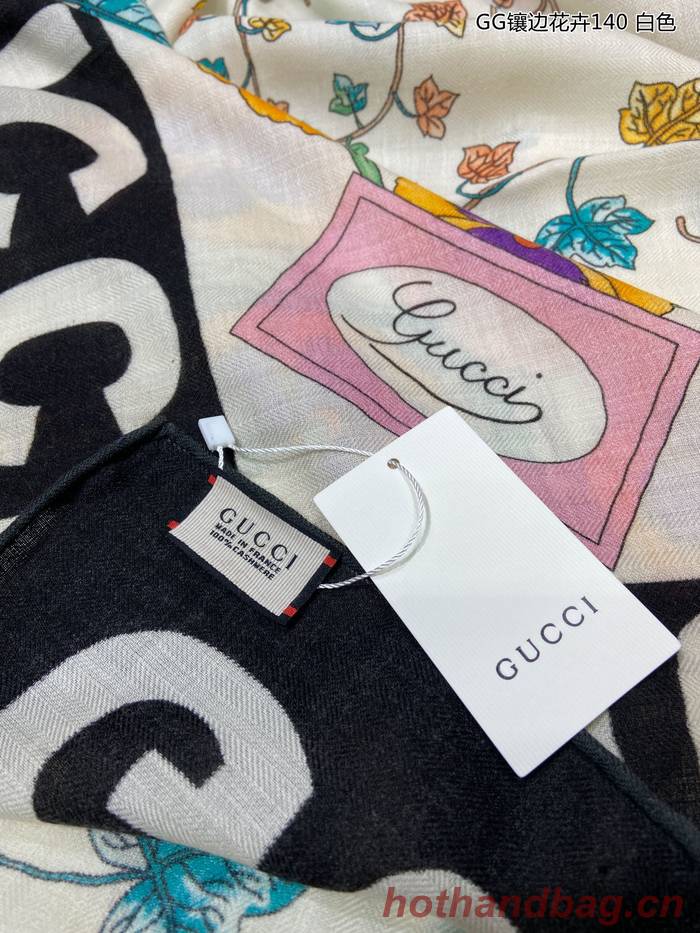 GG镶边花卉140 白色
Gucci
GUCCI
MADE IN FRANCE
100% CASHMERE
GUCCI
hothandbag.cn